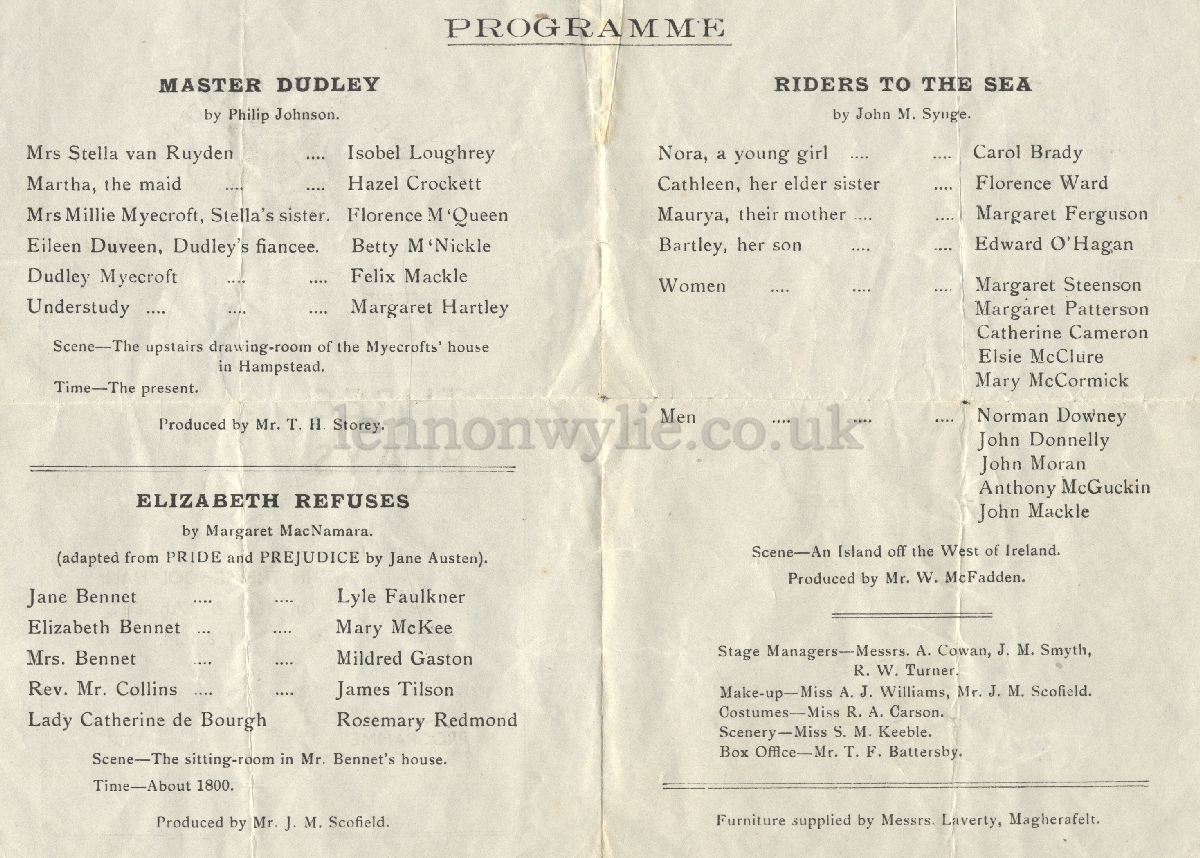 PROGRAMME
MASTER DUDLEY
by Philip Johnson.
Mrs Stella van Ruyden .... Isobel Loughrey
Martha, the maid .... .... Hazel Crockett
Mrs Millie Myecroft, Stella's sister. Florence M'Queen
Eileen Duveen, Dudley's fiancee. Betty M'Nickle
Dudley Myecroft .... .... Felix Mackle
Understudy .... .... .... Margaret Hartley
Scene—The upstairs drawing-room of the Myecrofts' house
in Hampstead.
Time—The present.
Produced by Mr. T. H. Storey.
ELIZABETH REFUSES
by Margaret MacNamara.
(adapted from PRIDE and PREJUDICE by Jane Austen).
Jane Bennet .... .... Lyle Faulkner
Elizabeth Bennet ... .... Mary McKee
Mrs. Bennet .... .... Mildred Gaston
Rev. Mr. Collins .... .... James Tilson
Lady Catherine de Bourgh Rosemary Redmond
Scene—The sitting-room in Mr. Bennet's house.
Time—About 1800.
Produced by Mr. J. M. Scofield.
RIDERS TO THE SEA
by John M. Synge.
Nora, a young girl .... .... Carol Brady
Cathleen, her elder sister .... Florence Ward
Maurya, their mother .... .... Margaret Ferguson
Bartley, her son .... .... Edward O'Hagan
Women .... .... .... Margaret Steenson
Margaret Patterson
Catherine Cameron
Elsie McClure
Mary McCormick
Men .... .... .... Norman Downey
John Donnelly
John Moran
Anthony McGuckin
John Mackle
Scene—An Island off the West of Ireland.
Produced by Mr. W. McFadden.
Stage Managers—Messrs. A. Cowan, J. M. Smyth,
R. W. Turner.
Make-up—Miss A. J. Williams, Mr. J. M. Scofield.
Costumes—Miss R. A. Carson.
Scenery—Miss S. M. Keeble.
Box Office—Mr. T. F. Battersby.
Furniture supplied by Messrs. Laverty, Magherafelt.
lennonwylie.co.uk